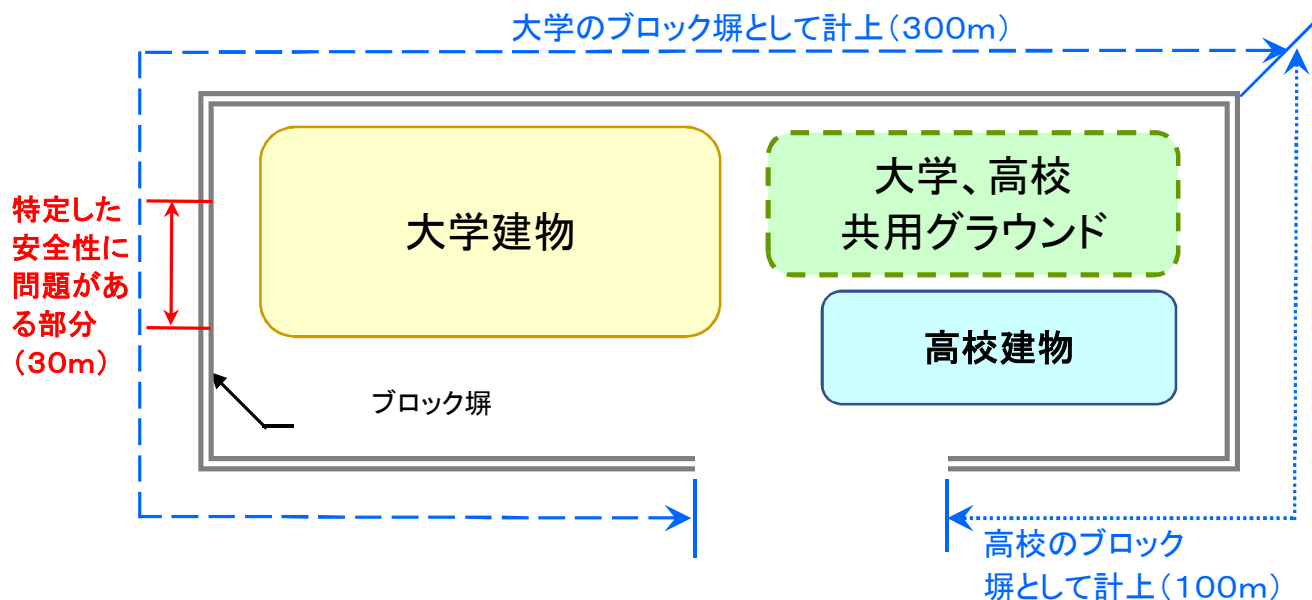 大学のブロック塀として計上（300m）
大学建物
大学、高校
共用グラウンド
特定した
安全性に
問題があ
る部分
（30m）
高校建物
ブロック塀
高校のブロック
塀として計上（100m）